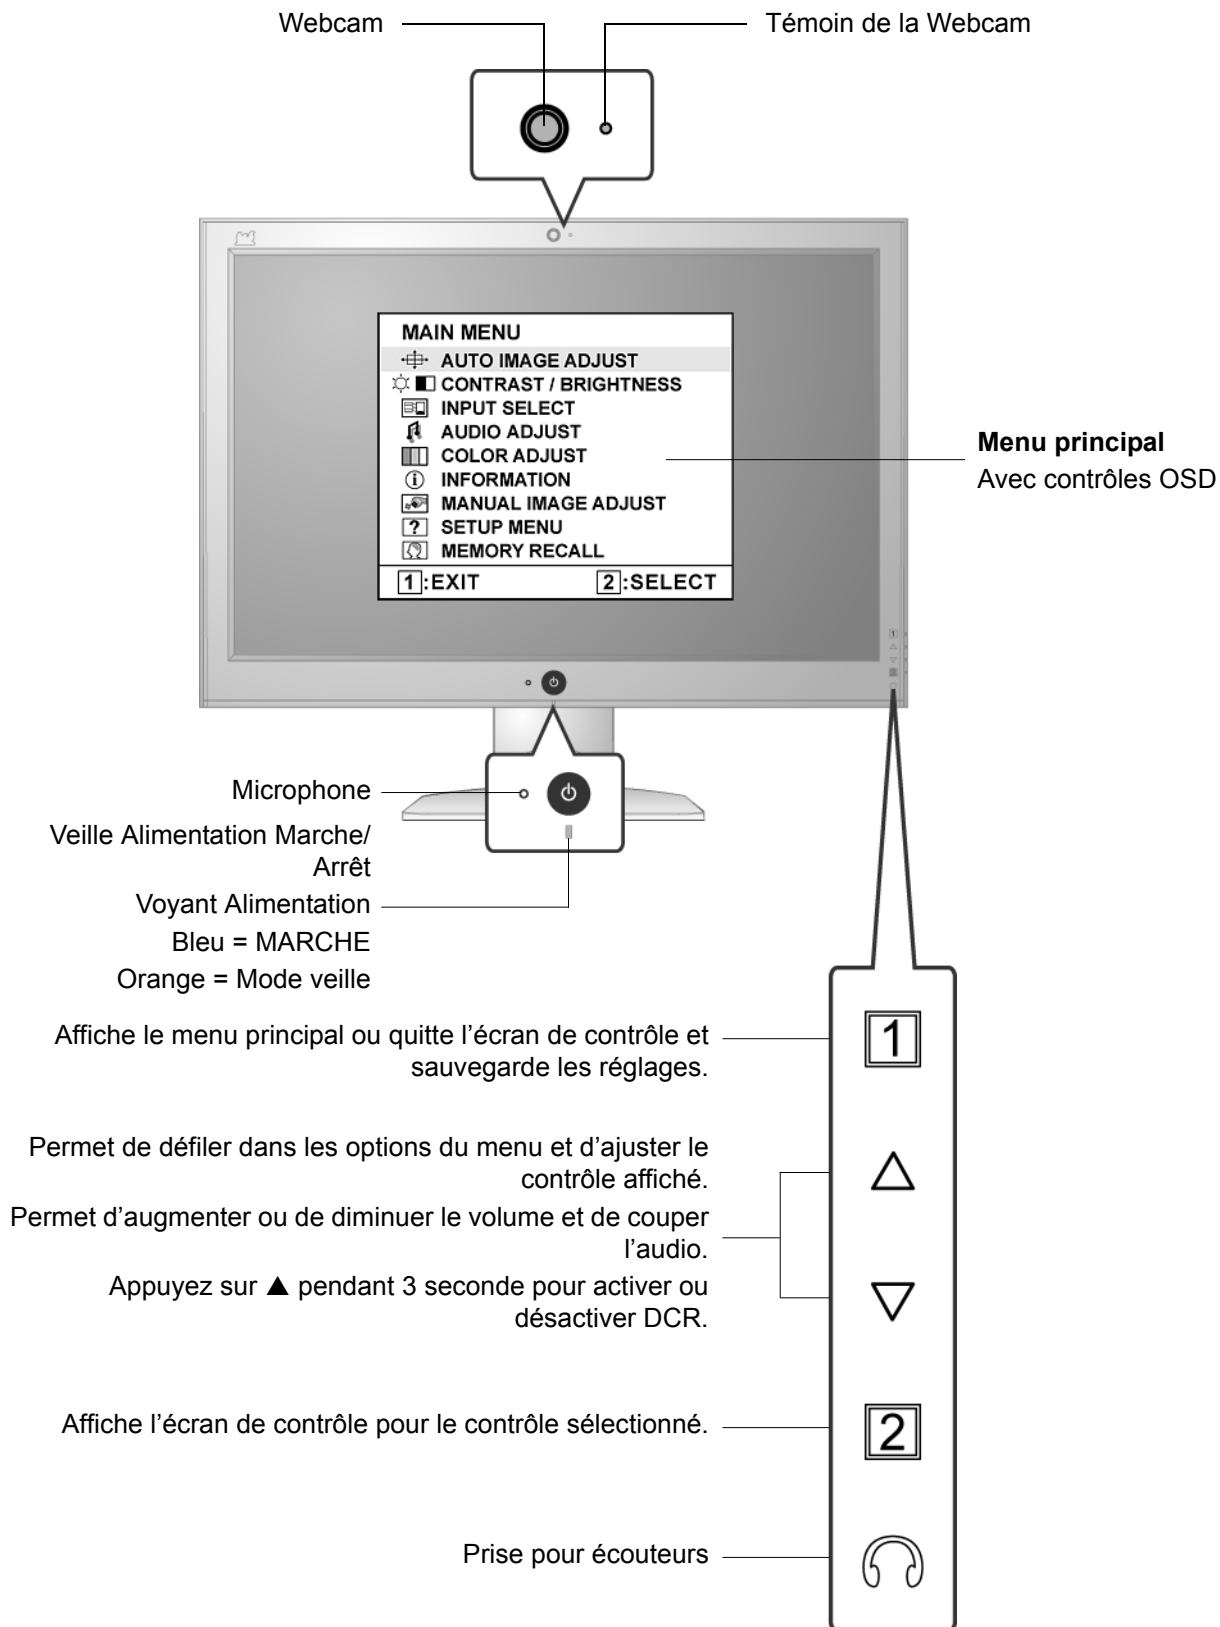 Webcam
Témoin de la Webcam
MAIN MENU
AUTO IMAGE ADJUST
CONTRAST / BRIGHTNESS
INPUT SELECT
AUDIO ADJUST
COLOR ADJUST
INFORMATION
MANUAL IMAGE ADJUST
SETUP MENU
MEMORY RECALL
1:EXIT
2:SELECT
Menu principal
Avec contrôles OSD
1
2
Microphone
Veille Alimentation Marche/
Arrêt
Voyant Alimentation
Bleu = MARCHE
Orange = Mode veille
Affiche le menu principal ou quitte l’écran de contrôle et
sauvegarde les réglages.
1
Permet de défiler dans les options du menu et d’ajuster le
contrôle affiché.
Permet d’augmenter ou de diminuer le volume et de couper
l’audio.
Appuyez sur ▲ pendant 3 seconde pour activer ou
désactiver DCR.
Affiche l’écran de contrôle pour le contrôle sélectionné.
2
Prise pour écouteurs